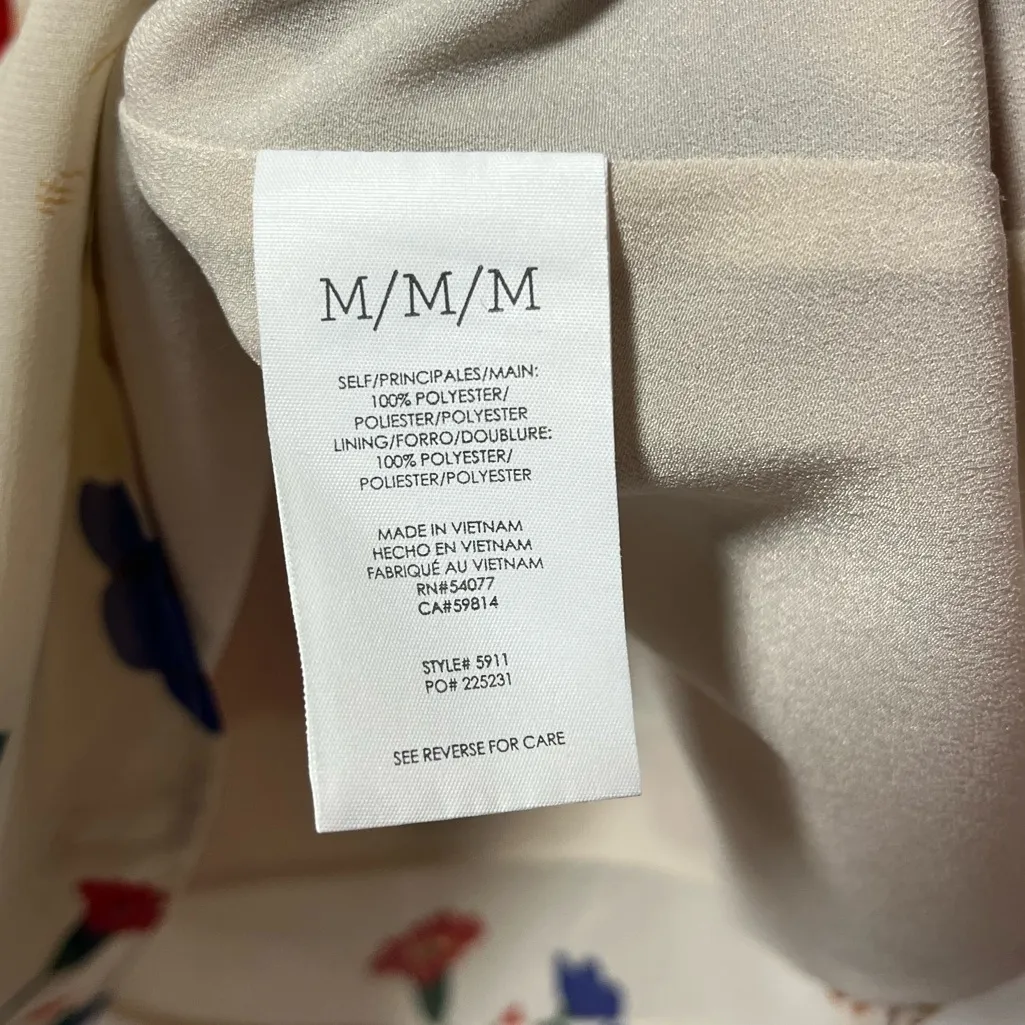 M/M/M
SELF/PRINCIPALES/MAIN:
100% POLYESTER/
POLIESTER/POLYESTER
LINING/FORRO/DOUBLURE:
100% POLYESTER/
POLIESTER/POLYESTER
MADE IN VIETNAM
HECHO EN VIETNAM
FABRIQUÉ AU VIETNAM
RN#54077
CA#59814
STYLE# 5911
PO# 225231
SEE REVERSE FOR CARE